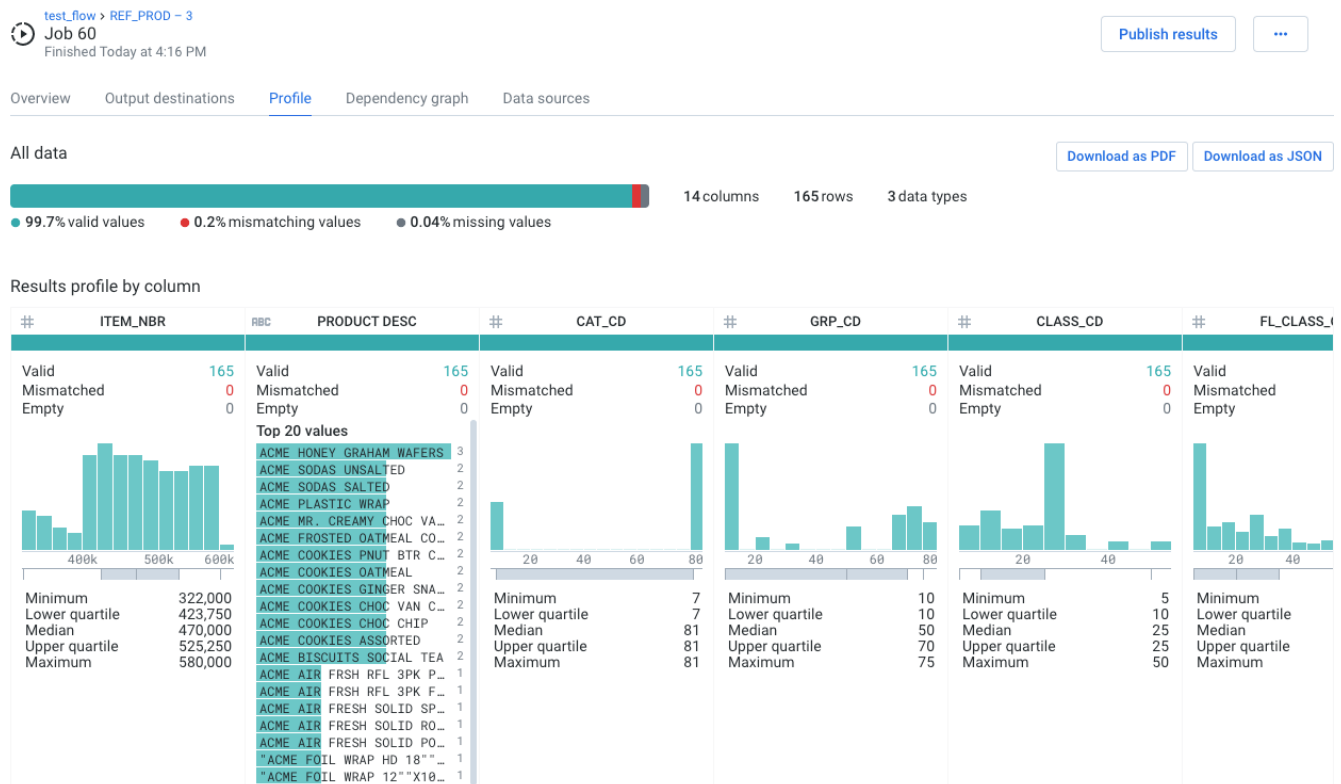 test_flow > REF_PROD – 3
Job 60
Finished Today at 4:16 PM
Publish results
...
Overview Output destinations Profile Dependency graph Data sources
All data
Download as PDF Download as JSON
14 columns 165 rows 3 data types
99.7% valid values 0.2% mismatching values 0.04% missing values
Results profile by column
# ITEM_NBR
Valid 165
Mismatched 0
Empty 0
400k 500k 600k
Minimum 322,000
Lower quartile 423,750
Median 470,000
Upper quartile 525,250
Maximum 580,000
ABC PRODUCT DESC
Valid 165
Mismatched 0
Empty 0
Top 20 values
ACME HONEY GRAHAM WAFERS 3
ACME SODAS UNSALTED 2
ACME SODAS SALTED 2
ACME PLASTIC WRAP 2
ACME MR. CREAMY CHOC VA… 2
ACME FROSTED OATMEAL CO… 2
ACME COOKIES PNUT BTR C… 2
ACME COOKIES OATMEAL 2
ACME COOKIES GINGER SNA… 2
ACME COOKIES CHOC VAN C… 2
ACME COOKIES CHOC CHIP 2
ACME COOKIES ASSORTED 2
ACME BISCUITS SOCIAL TEA 2
ACME AIR FRSH RFL 3PK P… 1
ACME AIR FRSH RFL 3PK F… 1
ACME AIR FRESH SOLID SP… 1
ACME AIR FRESH SOLID RO… 1
ACME AIR FRESH SOLID PO… 1
"ACME FOIL WRAP HD 18""… 1
"ACME FOIL WRAP 12""X10… 1
# CAT_CD
Valid 165
Mismatched 0
Empty 0
20 40 60 80
Minimum 7
Lower quartile 7
Median 81
Upper quartile 81
Maximum 81
# GRP_CD
Valid 165
Mismatched 0
Empty 0
20 40 60 80
Minimum 10
Lower quartile 10
Median 50
Upper quartile 70
Maximum 75
# CLASS_CD
Valid 165
Mismatched 0
Empty 0
20 40
Minimum 5
Lower quartile 10
Median 25
Upper quartile 25
Maximum 50
# FL_CLASS_
Valid
Mismatched
Empty
20 40
Minimum
Lower quartile
Median
Upper quartile
Maximum